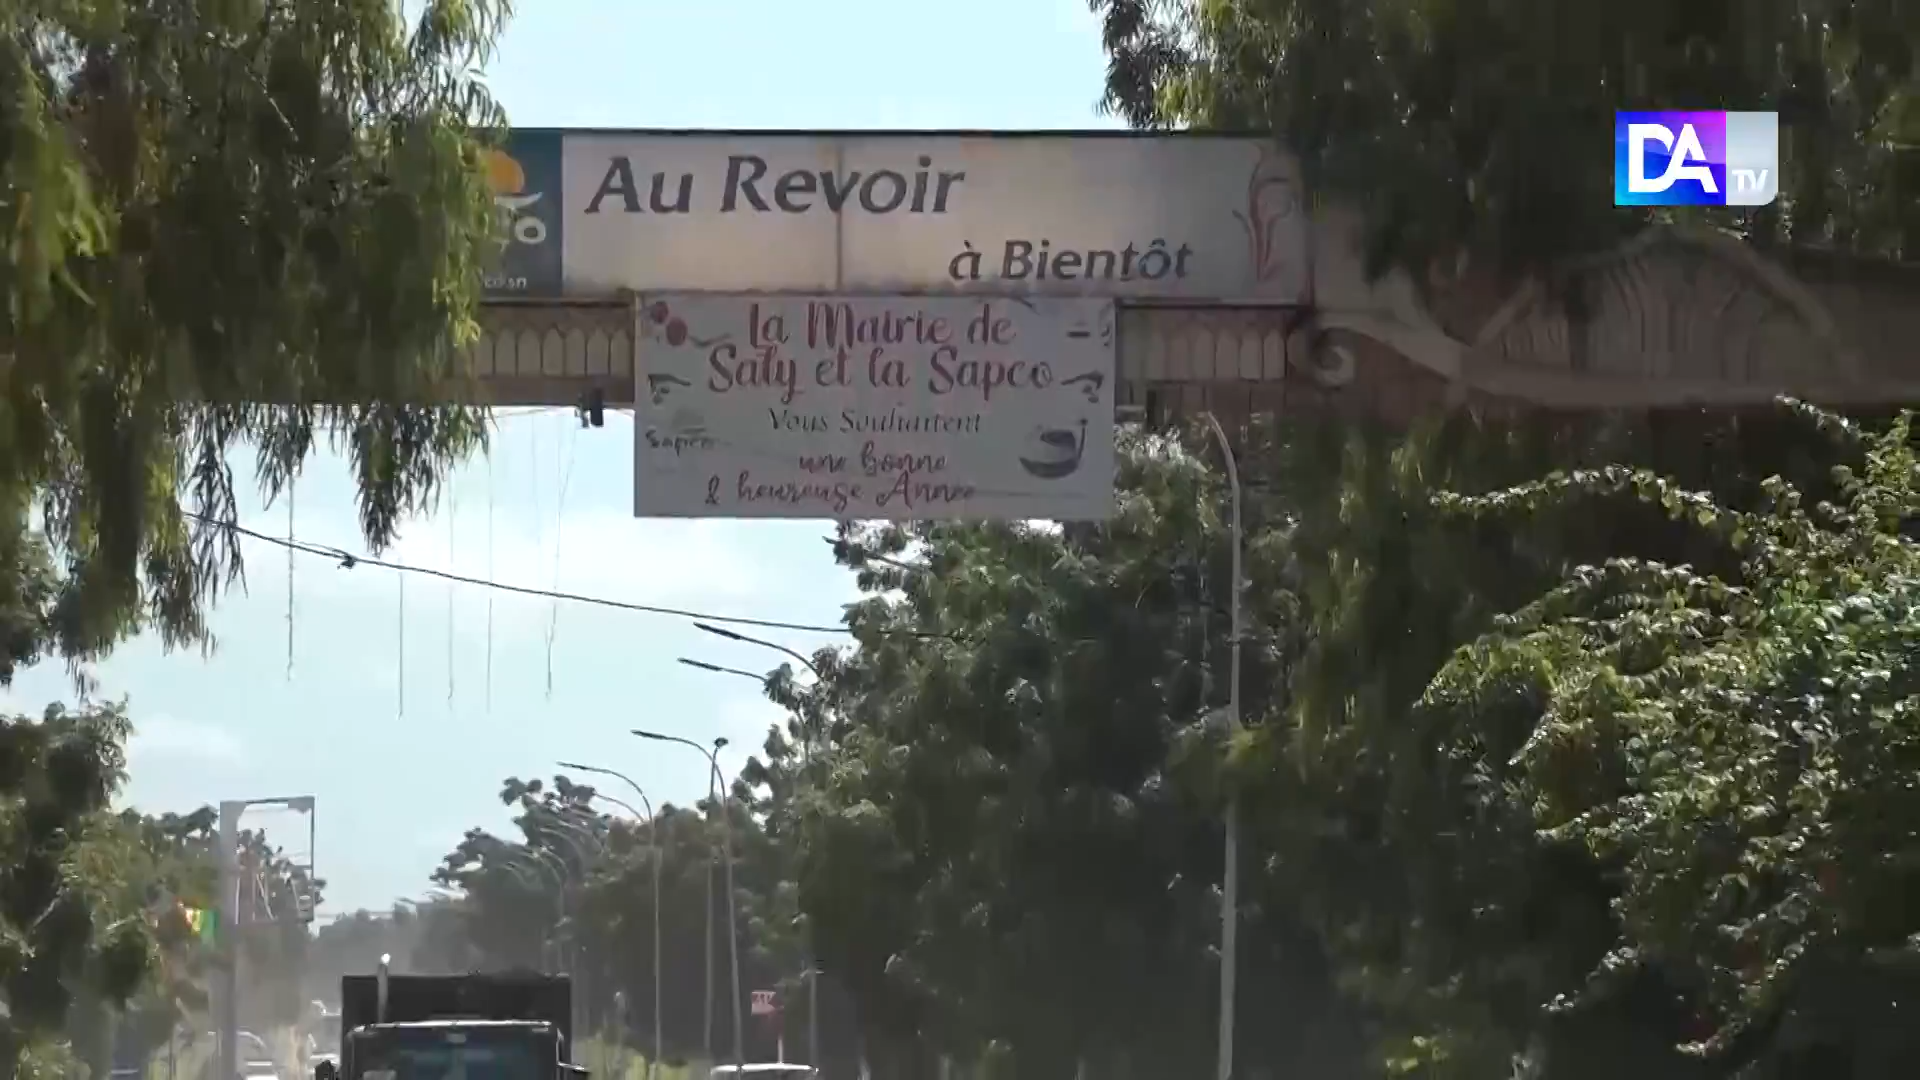 Au Revoir
à Bientôt
DA
TV
La Mairie de
Saly et la Sapco
Vous Souhaitent
Sapco
une bonne
& heureuse Année